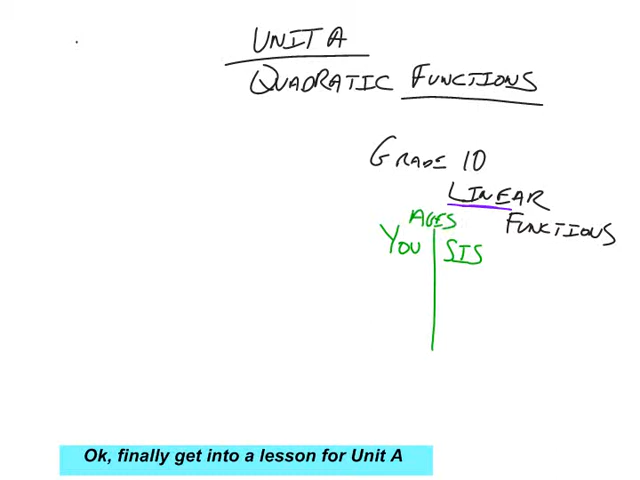 UNIT A
QUADRATIC FUNCTIONS
GRADE 10
LINEAR
FUNCTIONS
AGES
YOU SIS
Ok, finally get into a lesson for Unit A